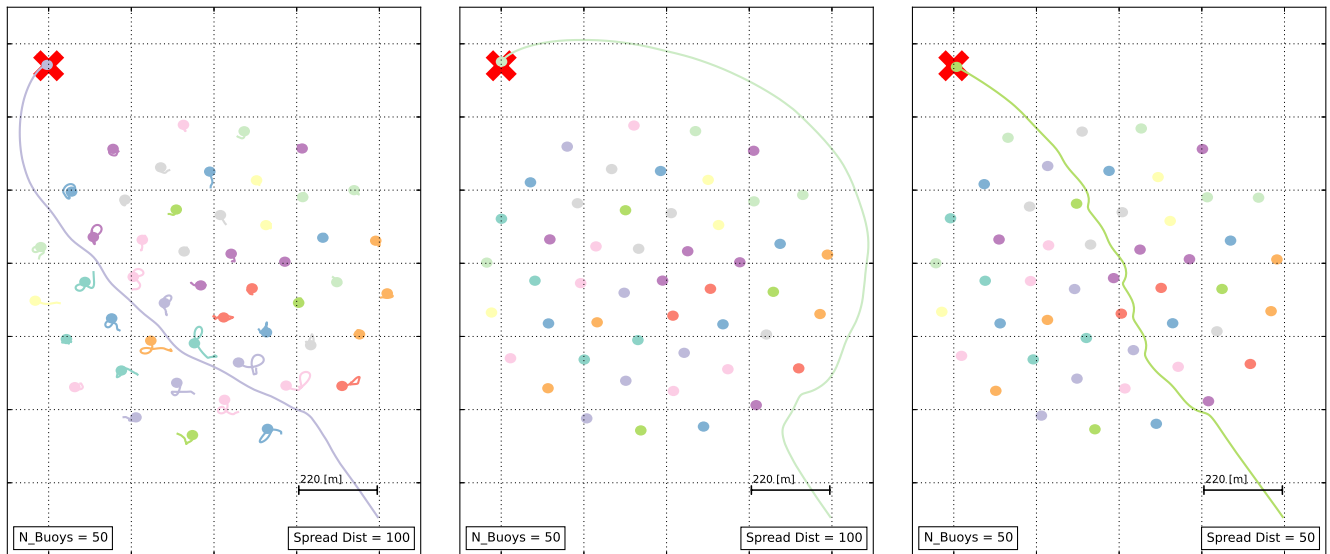 220 [m]
N_Buoys = 50
Spread Dist = 100
220 [m]
N_Buoys = 50
Spread Dist = 100
220 [m]
N_Buoys = 50
Spread Dist = 50